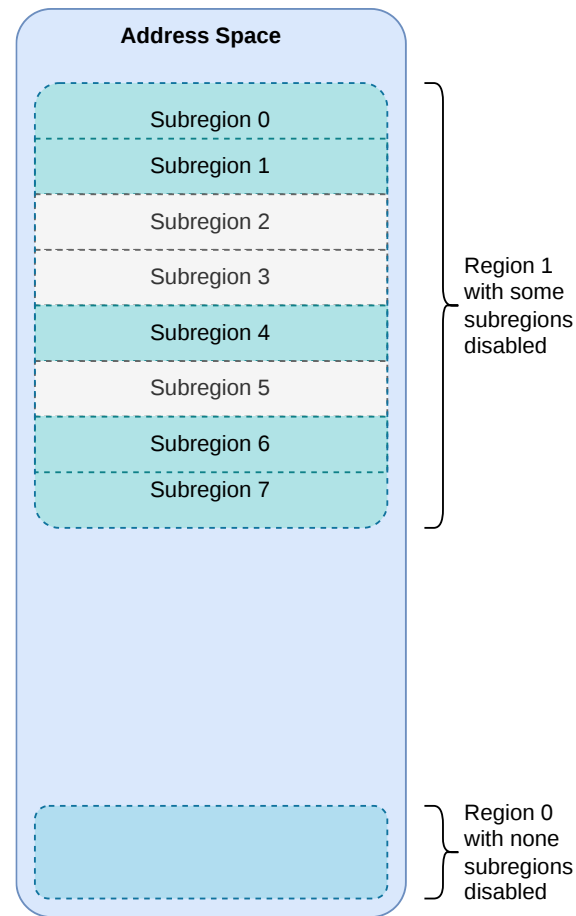 Address Space
Subregion 0
Subregion 1
Subregion 2
Subregion 3
Subregion 4
Subregion 5
Subregion 6
Subregion 7
Region 1
with some
subregions
disabled
Region 0
with none
subregions
disabled